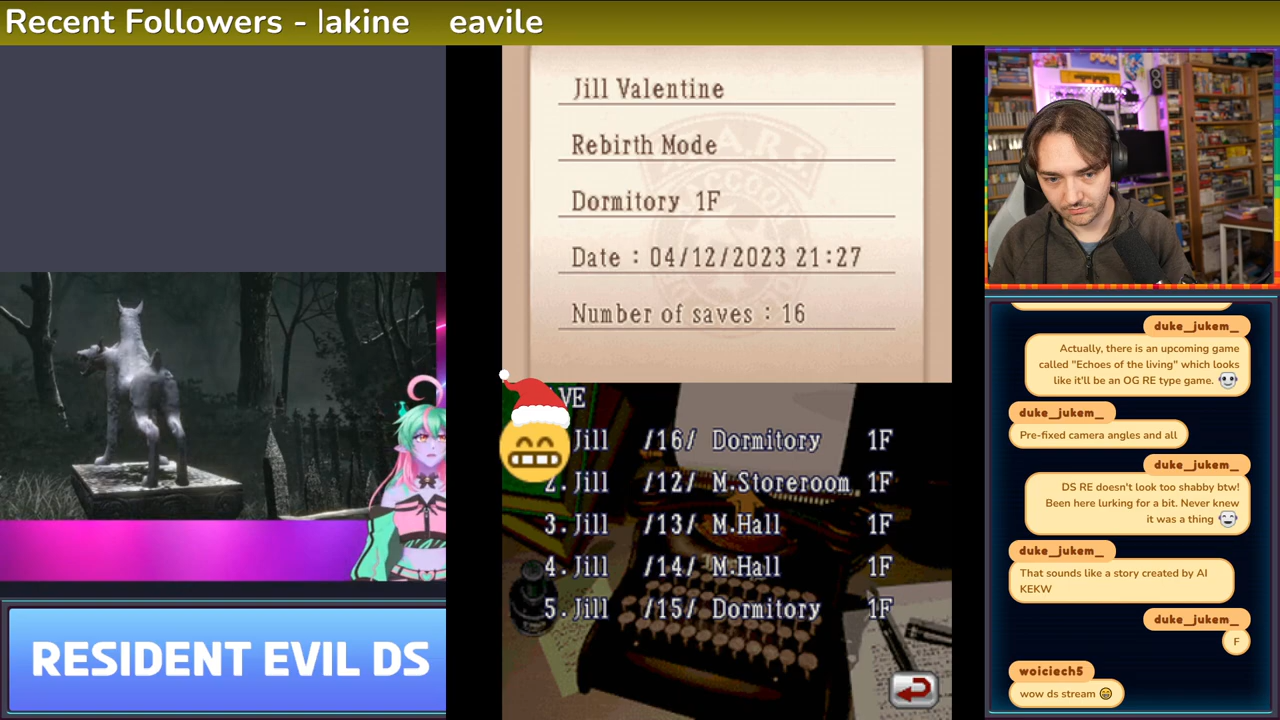 Recent Followers - lakine eavile
Jill Valentine
Rebirth Mode
Dormitory 1F
Date : 04/12/2023 21:27
Number of saves : 16
1F
Jill /16/ Dormitory 1F
2. Jill /12/ M.Storeroom 1F
3. Jill /13/ M.Hall 1F
4. Jill /14/ M.Hall 1F
5. Jill /15/ Dormitory 1F
RESIDENT EVIL DS
duke_jukem_
Actually, there is an upcoming game
called "Echoes of the living" which looks
like it'll be an OG RE type game.
duke_jukem_
Pre-fixed camera angles and all
duke_jukem_
DS RE doesn't look too shabby btw!
Been here lurking for a bit. Never knew
it was a thing
duke_jukem_
That sounds like a story created by AI
KEKW
duke_jukem_
F
woiciech5
wow ds stream